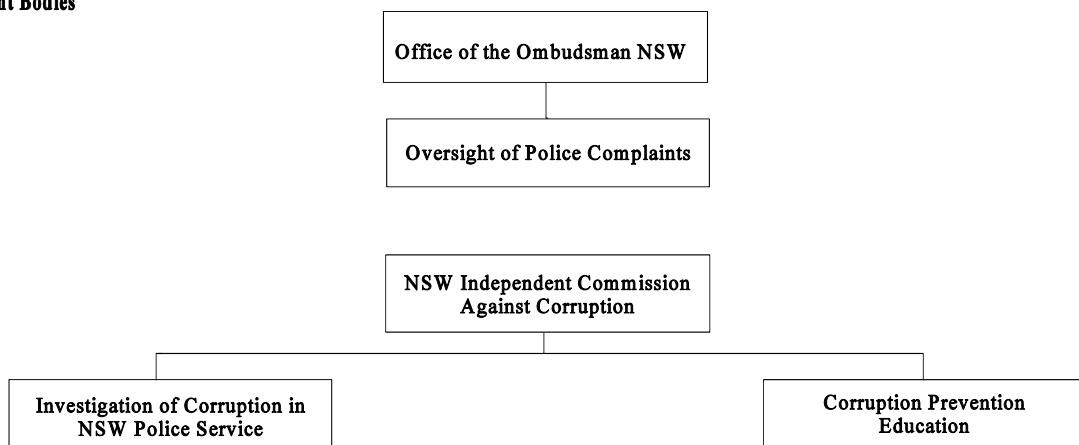 Bodies
Office of the Ombudsman NSW
Oversight of Police Complaints
NSW Independent Commission
Against Corruption
Investigation of Corruption in
NSW Police Service
Corruption Prevention
Education